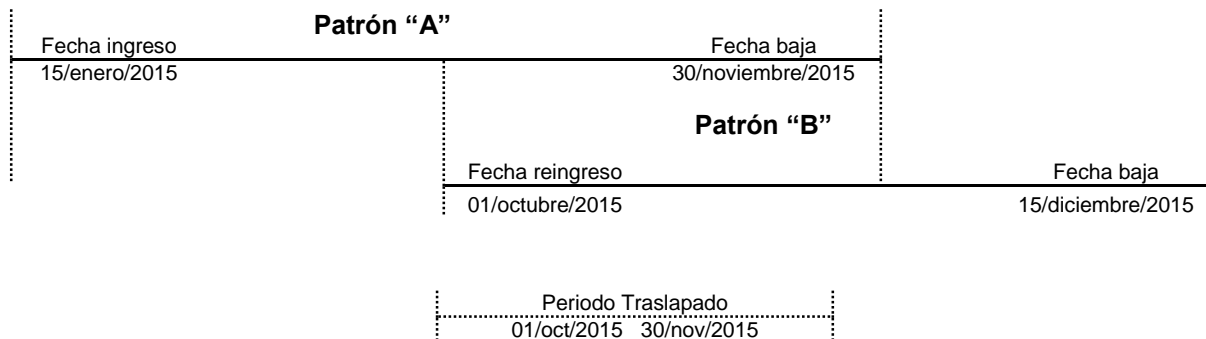 Patrón “A”
Fecha ingreso Fecha baja
15/enero/2015 30/noviembre/2015
Patrón “B”
Fecha reingreso Fecha baja
01/octubre/2015 15/diciembre/2015
Periodo Traslapado
01/oct/2015 30/nov/2015